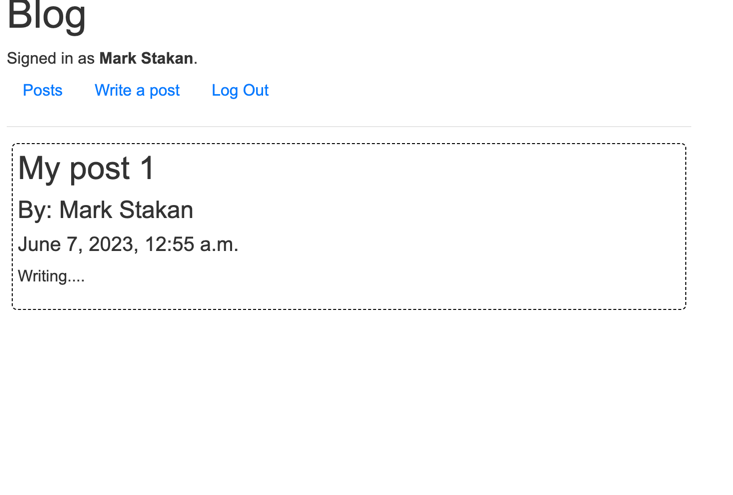 Blog
Signed in as Mark Stakan.
Posts Write a post Log Out
My post 1
By: Mark Stakan
June 7, 2023, 12:55 a.m.
Writing....